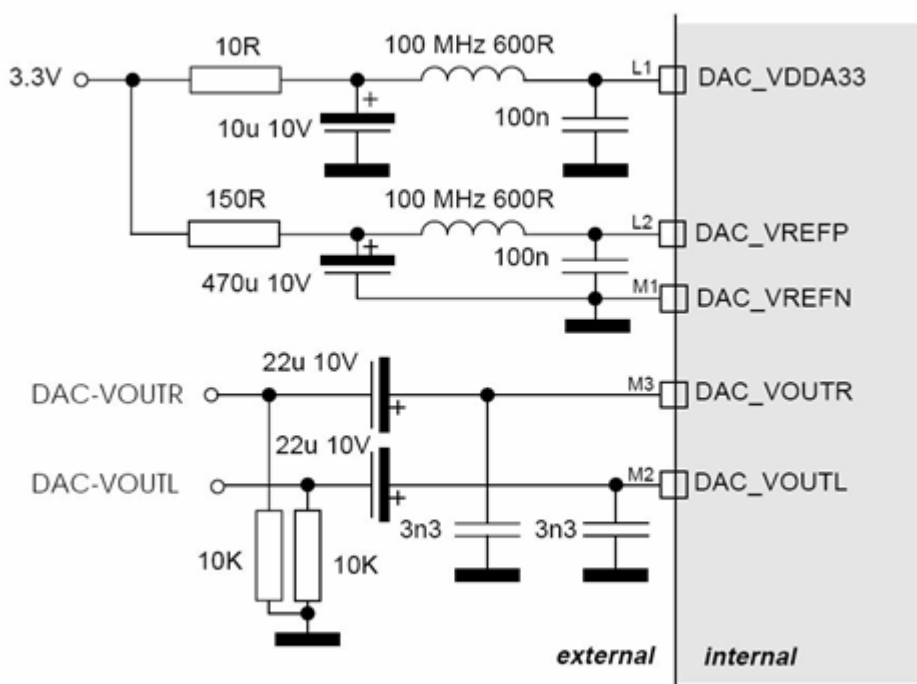 10R
100 MHz 600R
3.3V
L1
DAC_VDDA33
+
10u 10V
100n
150R
100 MHz 600R
L2
DAC_VREFP
+
470u 10V
100n
M1
DAC_VREFN
22u 10V
DAC-VOUTR
+
M3
DAC_VOUTR
22u 10V
DAC-VOUTL
+
M2
DAC_VOUTL
10K
10K
3n3
3n3
external
internal